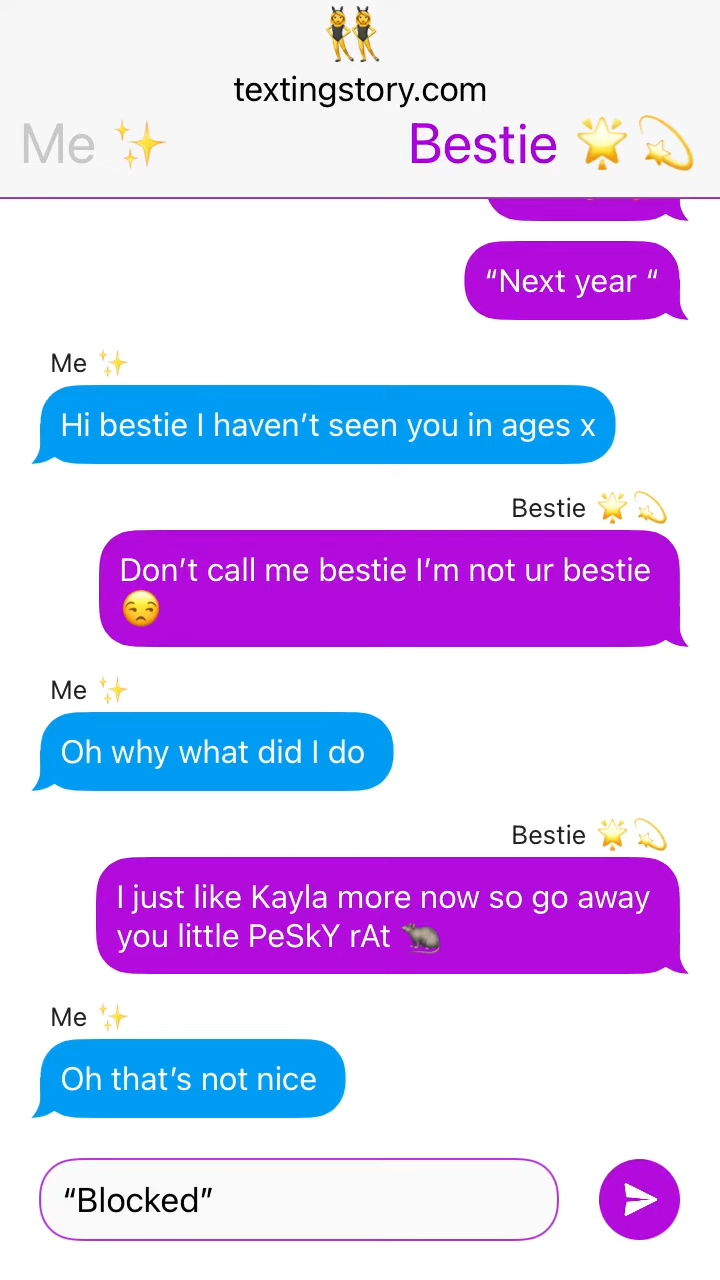 textingstory.com
Me ✨ Bestie 🌟💫
“Next year “
Me ✨
Hi bestie I haven’t seen you in ages x
Bestie 🌟💫
Don’t call me bestie I’m not ur bestie
😒
Me ✨
Oh why what did I do
Bestie 🌟💫
I just like Kayla more now so go away
you little PeSkY rAt 🐀
Me ✨
Oh that’s not nice
“Blocked”